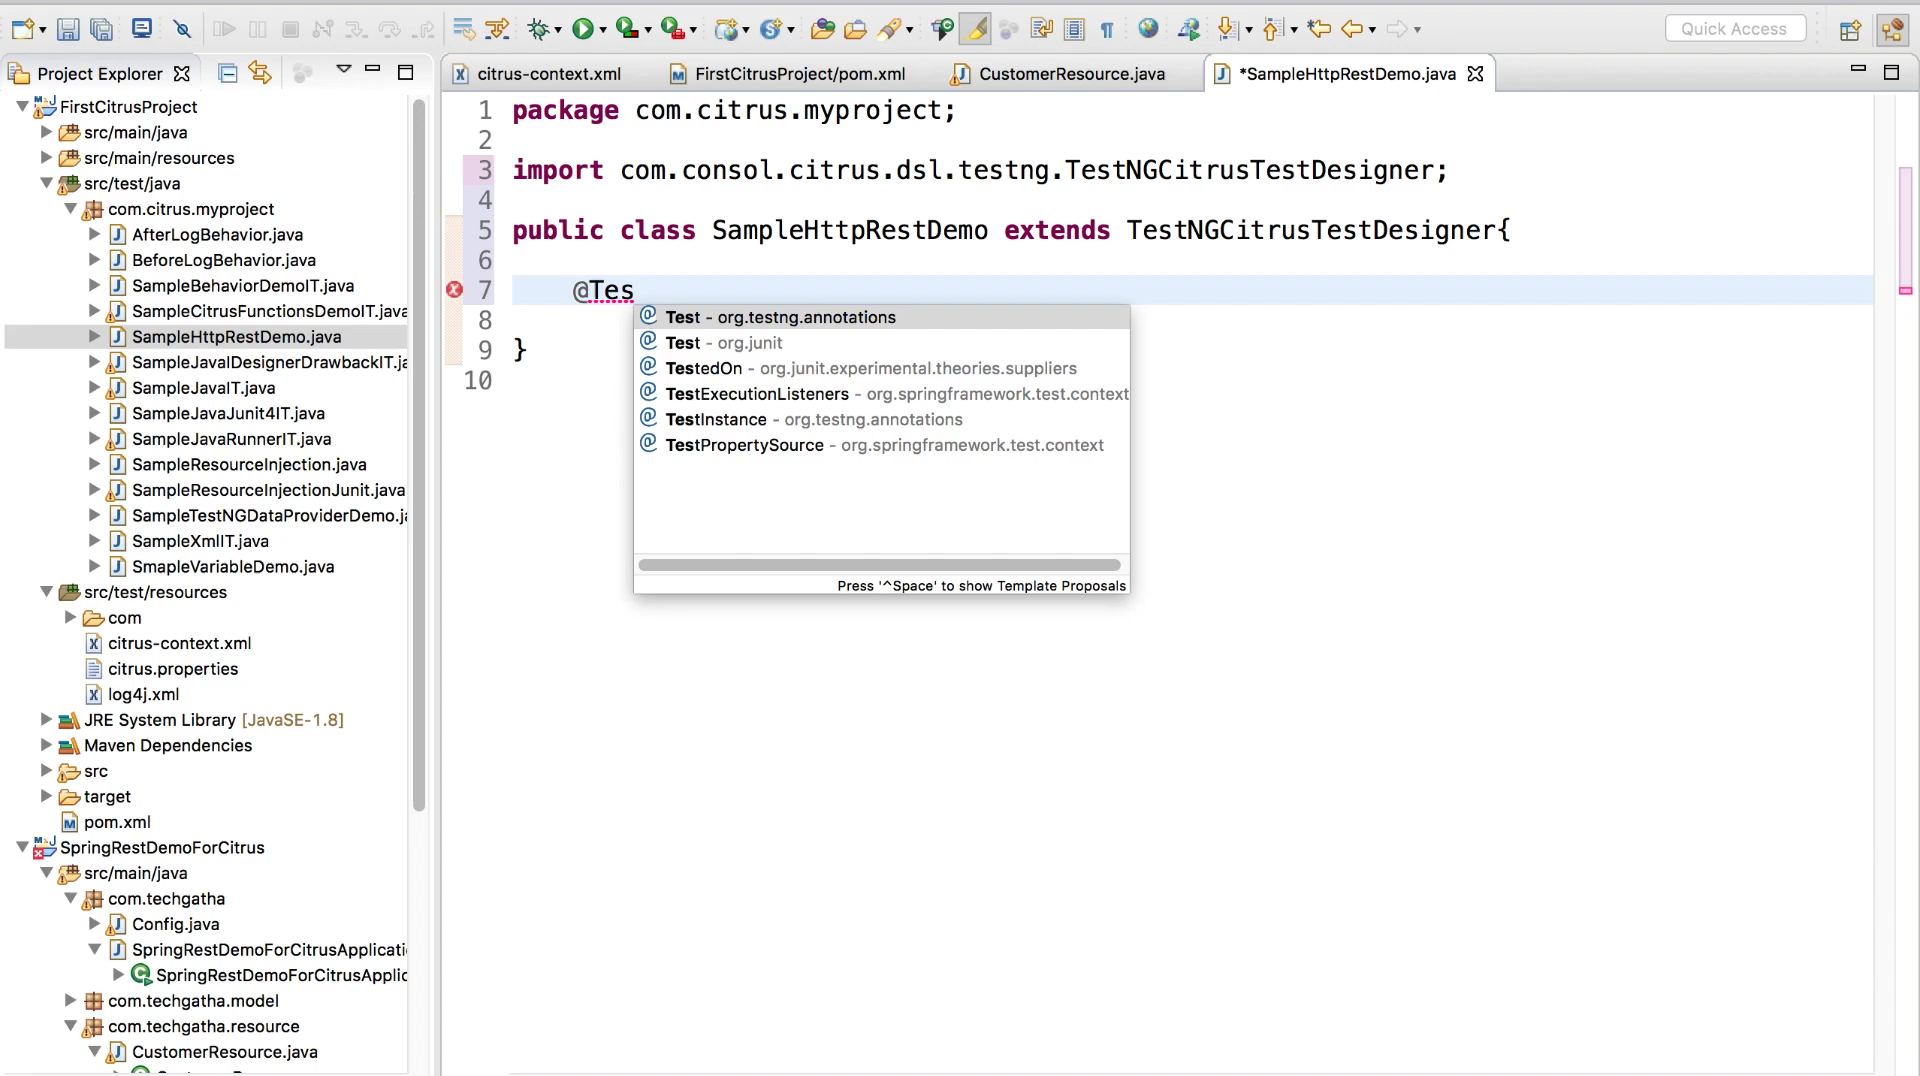 Quick Access
Project Explorer
citrus-context.xml
FirstCitrusProject/pom.xml
CustomerResource.java
*SampleHttpRestDemo.java
FirstCitrusProject
src/main/java
src/main/resources
src/test/java
com.citrus.myproject
AfterLogBehavior.java
BeforeLogBehavior.java
SampleBehaviorDemoIT.java
SampleCitrusFunctionsDemoIT.java
SampleHttpRestDemo.java
SampleJavaIDesignerDrawbackIT.ja
SampleJavaIT.java
SampleJavaJunit4IT.java
SampleJavaRunnerIT.java
SampleResourceInjection.java
SampleResourceInjectionJunit.java
SampleTestNGDataProviderDemo.ja
SampleXmlIT.java
SmapleVariableDemo.java
src/test/resources
com
citrus-context.xml
citrus.properties
log4j.xml
JRE System Library [JavaSE-1.8]
Maven Dependencies
src
target
pom.xml
SpringRestDemoForCitrus
src/main/java
com.techgatha
Config.java
SpringRestDemoForCitrusApplicati
SpringRestDemoForCitrusApplic
com.techgatha.model
com.techgatha.resource
CustomerResource.java
1 package com.citrus.myproject;
2
3 import com.consol.citrus.dsl.testng.TestNGCitrusTestDesigner;
4
5 public class SampleHttpRestDemo extends TestNGCitrusTestDesigner{
6
7 @Tes
8
9 }
10
Test - org.testng.annotations
Test - org.junit
TestedOn - org.junit.experimental.theories.suppliers
TestExecutionListeners - org.springframework.test.context
TestInstance - org.testng.annotations
TestPropertySource - org.springframework.test.context
Press '^Space' to show Template Proposals